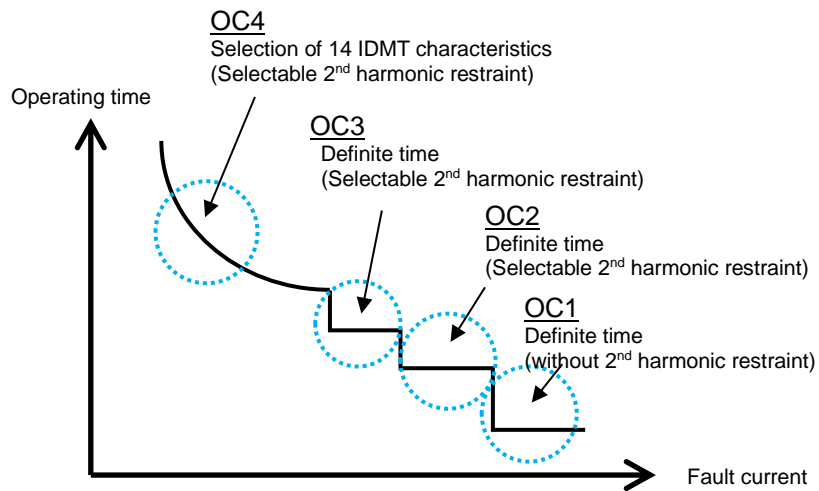 OC4
Selection of 14 IDMT characteristics
(Selectable 2nd harmonic restraint)
Operating time
OC3
Definite time
(Selectable 2nd harmonic restraint)
OC2
Definite time
(Selectable 2nd harmonic restraint)
OC1
Definite time
(without 2nd harmonic restraint)
Fault current